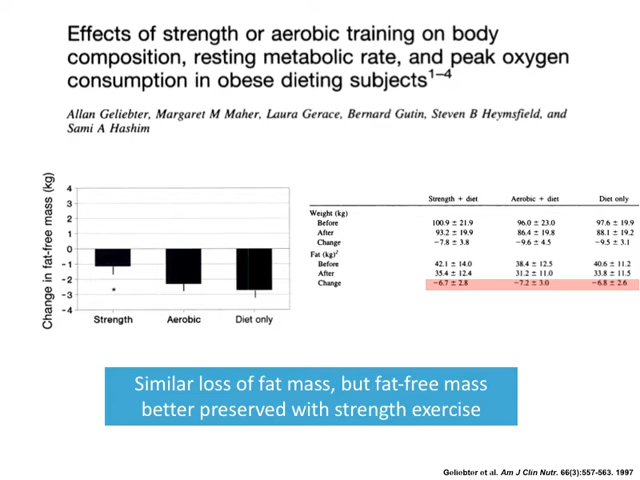 Effects of strength or aerobic training on body
composition, resting metabolic rate, and peak oxygen
consumption in obese dieting subjects1–4
Allan Geliebter, Margaret M Maher, Laura Gerace, Bernard Gutin, Steven B Heymsfield, and
Sami A Hashim
Change in fat-free mass (kg)
4
3
2
1
0
−1
−2
−3
−4
*
Strength Aerobic Diet only
Strength + diet Aerobic + diet Diet only
Weight (kg)
Before 100.9 ± 21.9 96.0 ± 23.0 97.6 ± 19.9
After 93.2 ± 19.9 86.4 ± 19.8 88.1 ± 19.2
Change −7.8 ± 3.8 −9.6 ± 4.5 −9.5 ± 3.1
Fat (kg)2
Before 42.1 ± 14.0 38.4 ± 12.5 40.6 ± 11.2
After 35.4 ± 12.4 31.2 ± 11.0 33.8 ± 11.5
Change −6.7 ± 2.8 −7.2 ± 3.0 −6.8 ± 2.6
Similar loss of fat mass, but fat-free mass
better preserved with strength exercise
Geliebter et al. Am J Clin Nutr. 66(3):557-563. 1997